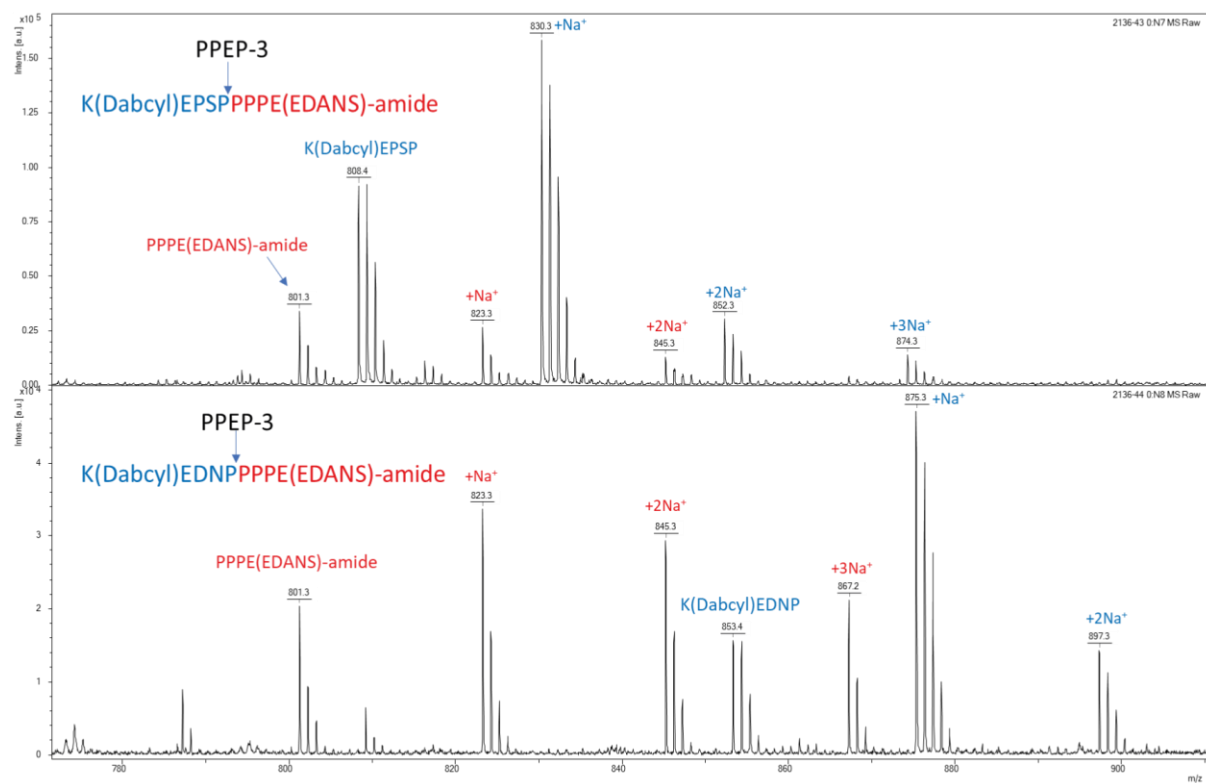 x10⁵
Intens. [a.u.]
2136-43 0:N7 MS Raw
830.3
+Na⁺
PPEP-3
K(Dabcyl)EPSPPPPE(EDANS)-amide
K(Dabcyl)EPSP
808.4
PPPE(EDANS)-amide
801.3
+Na⁺
823.3
+2Na⁺
845.3
+2Na⁺
852.3
+3Na⁺
874.3
1.50
1.25
1.00
0.75
0.50
0.25
0.00
Intens. [a.u.]
2136-44 0:N8 MS Raw
875.3
+Na⁺
PPEP-3
K(Dabcyl)EDNPPPPE(EDANS)-amide
+Na⁺
823.3
+2Na⁺
845.3
PPPE(EDANS)-amide
801.3
+3Na⁺
867.2
K(Dabcyl)EDNP
853.4
+2Na⁺
897.3
4
3
2
1
0
780
800
820
840
860
880
900
m/z